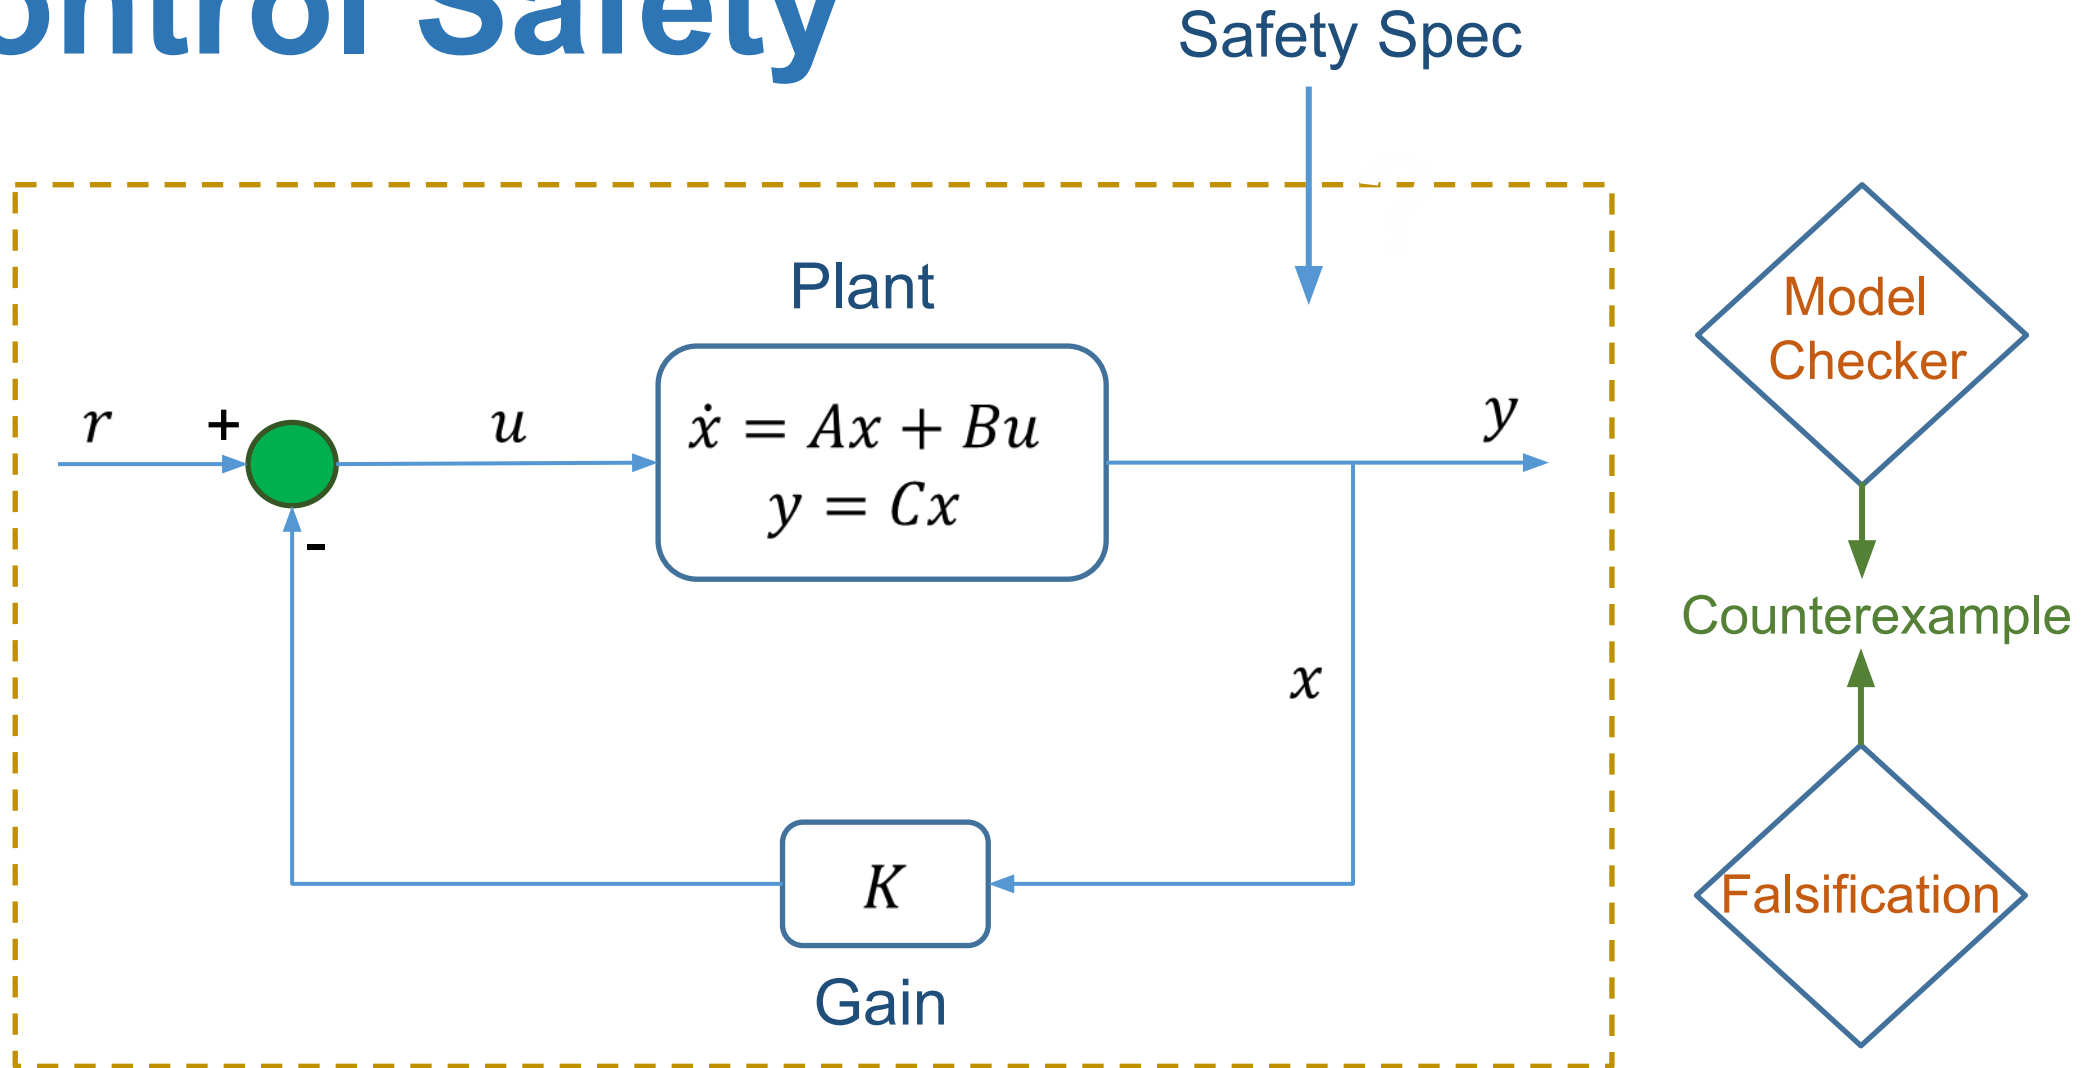 ontrol Safety
Safety Spec
Plant
r
+
u
ẋ = Ax + Bu
y = Cx
y
-
x
K
Gain
Model
Checker
Counterexample
Falsification